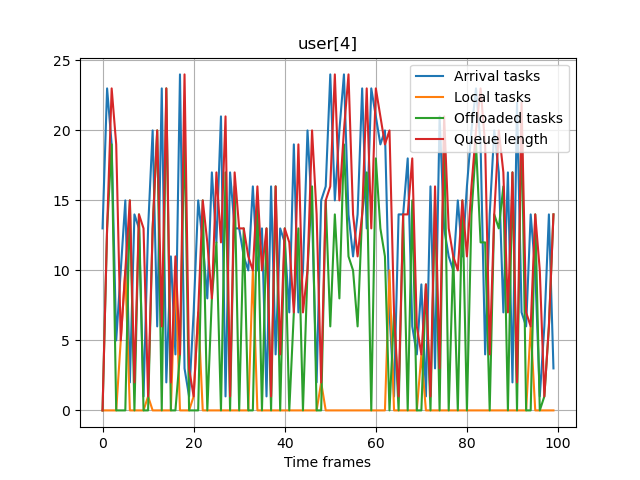 user[4]
25
20
15
10
5
0
Arrival tasks
Local tasks
Offloaded tasks
Queue length
0 20 40 60 80 100
Time frames